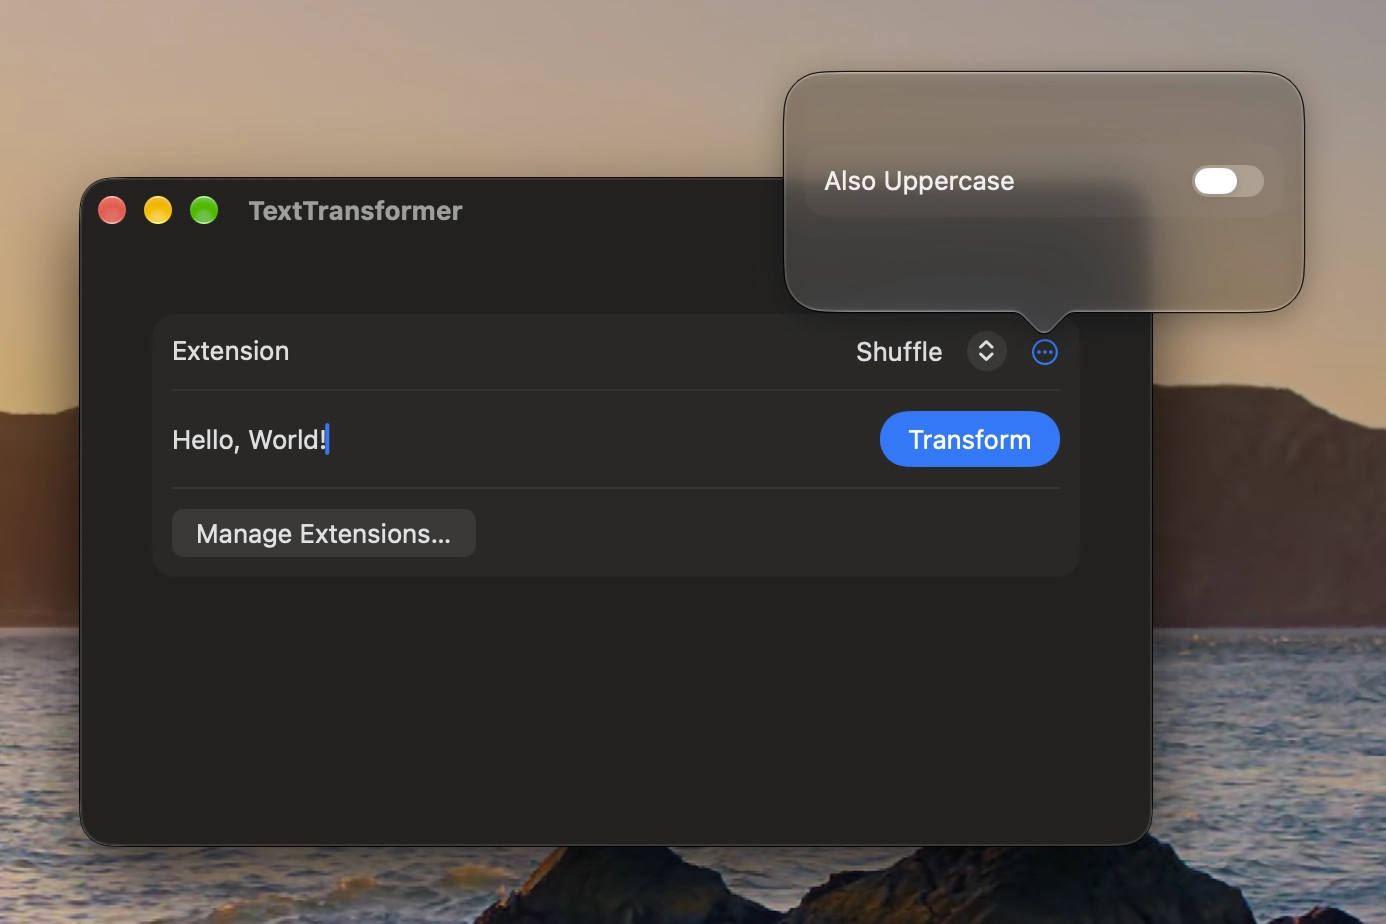 Also Uppercase
TextTransformer
Extension
Shuffle
Hello, World!
Transform
Manage Extensions...